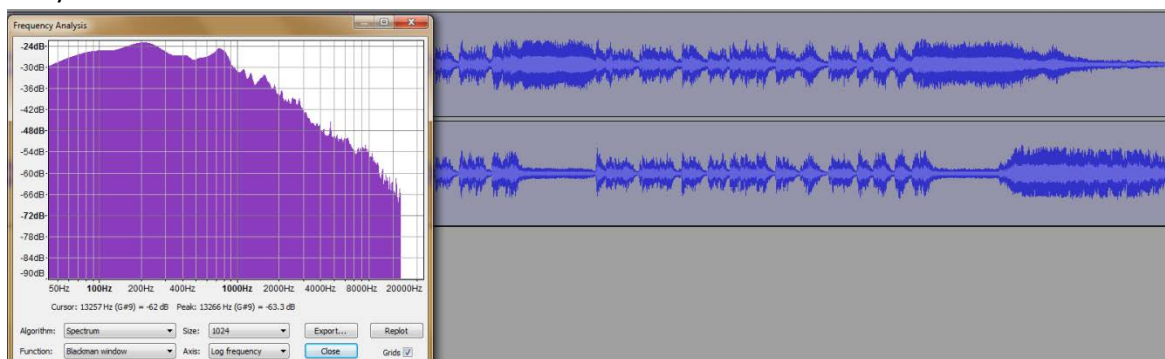 Frequency Analysis
-24dB
-30dB
-36dB
-42dB
-48dB
-54dB
-60dB
-66dB
-72dB
-78dB
-84dB
-90dB
50Hz 100Hz 200Hz 400Hz 1000Hz 2000Hz 4000Hz 8000Hz 20000Hz
Cursor: 13257 Hz (G#9) = -62 dB Peak: 13266 Hz (G#9) = -63.3 dB
Algorithm: Spectrum Size: 1024 Export... Replot
Function: Blackman window Axis: Log frequency Close Grids